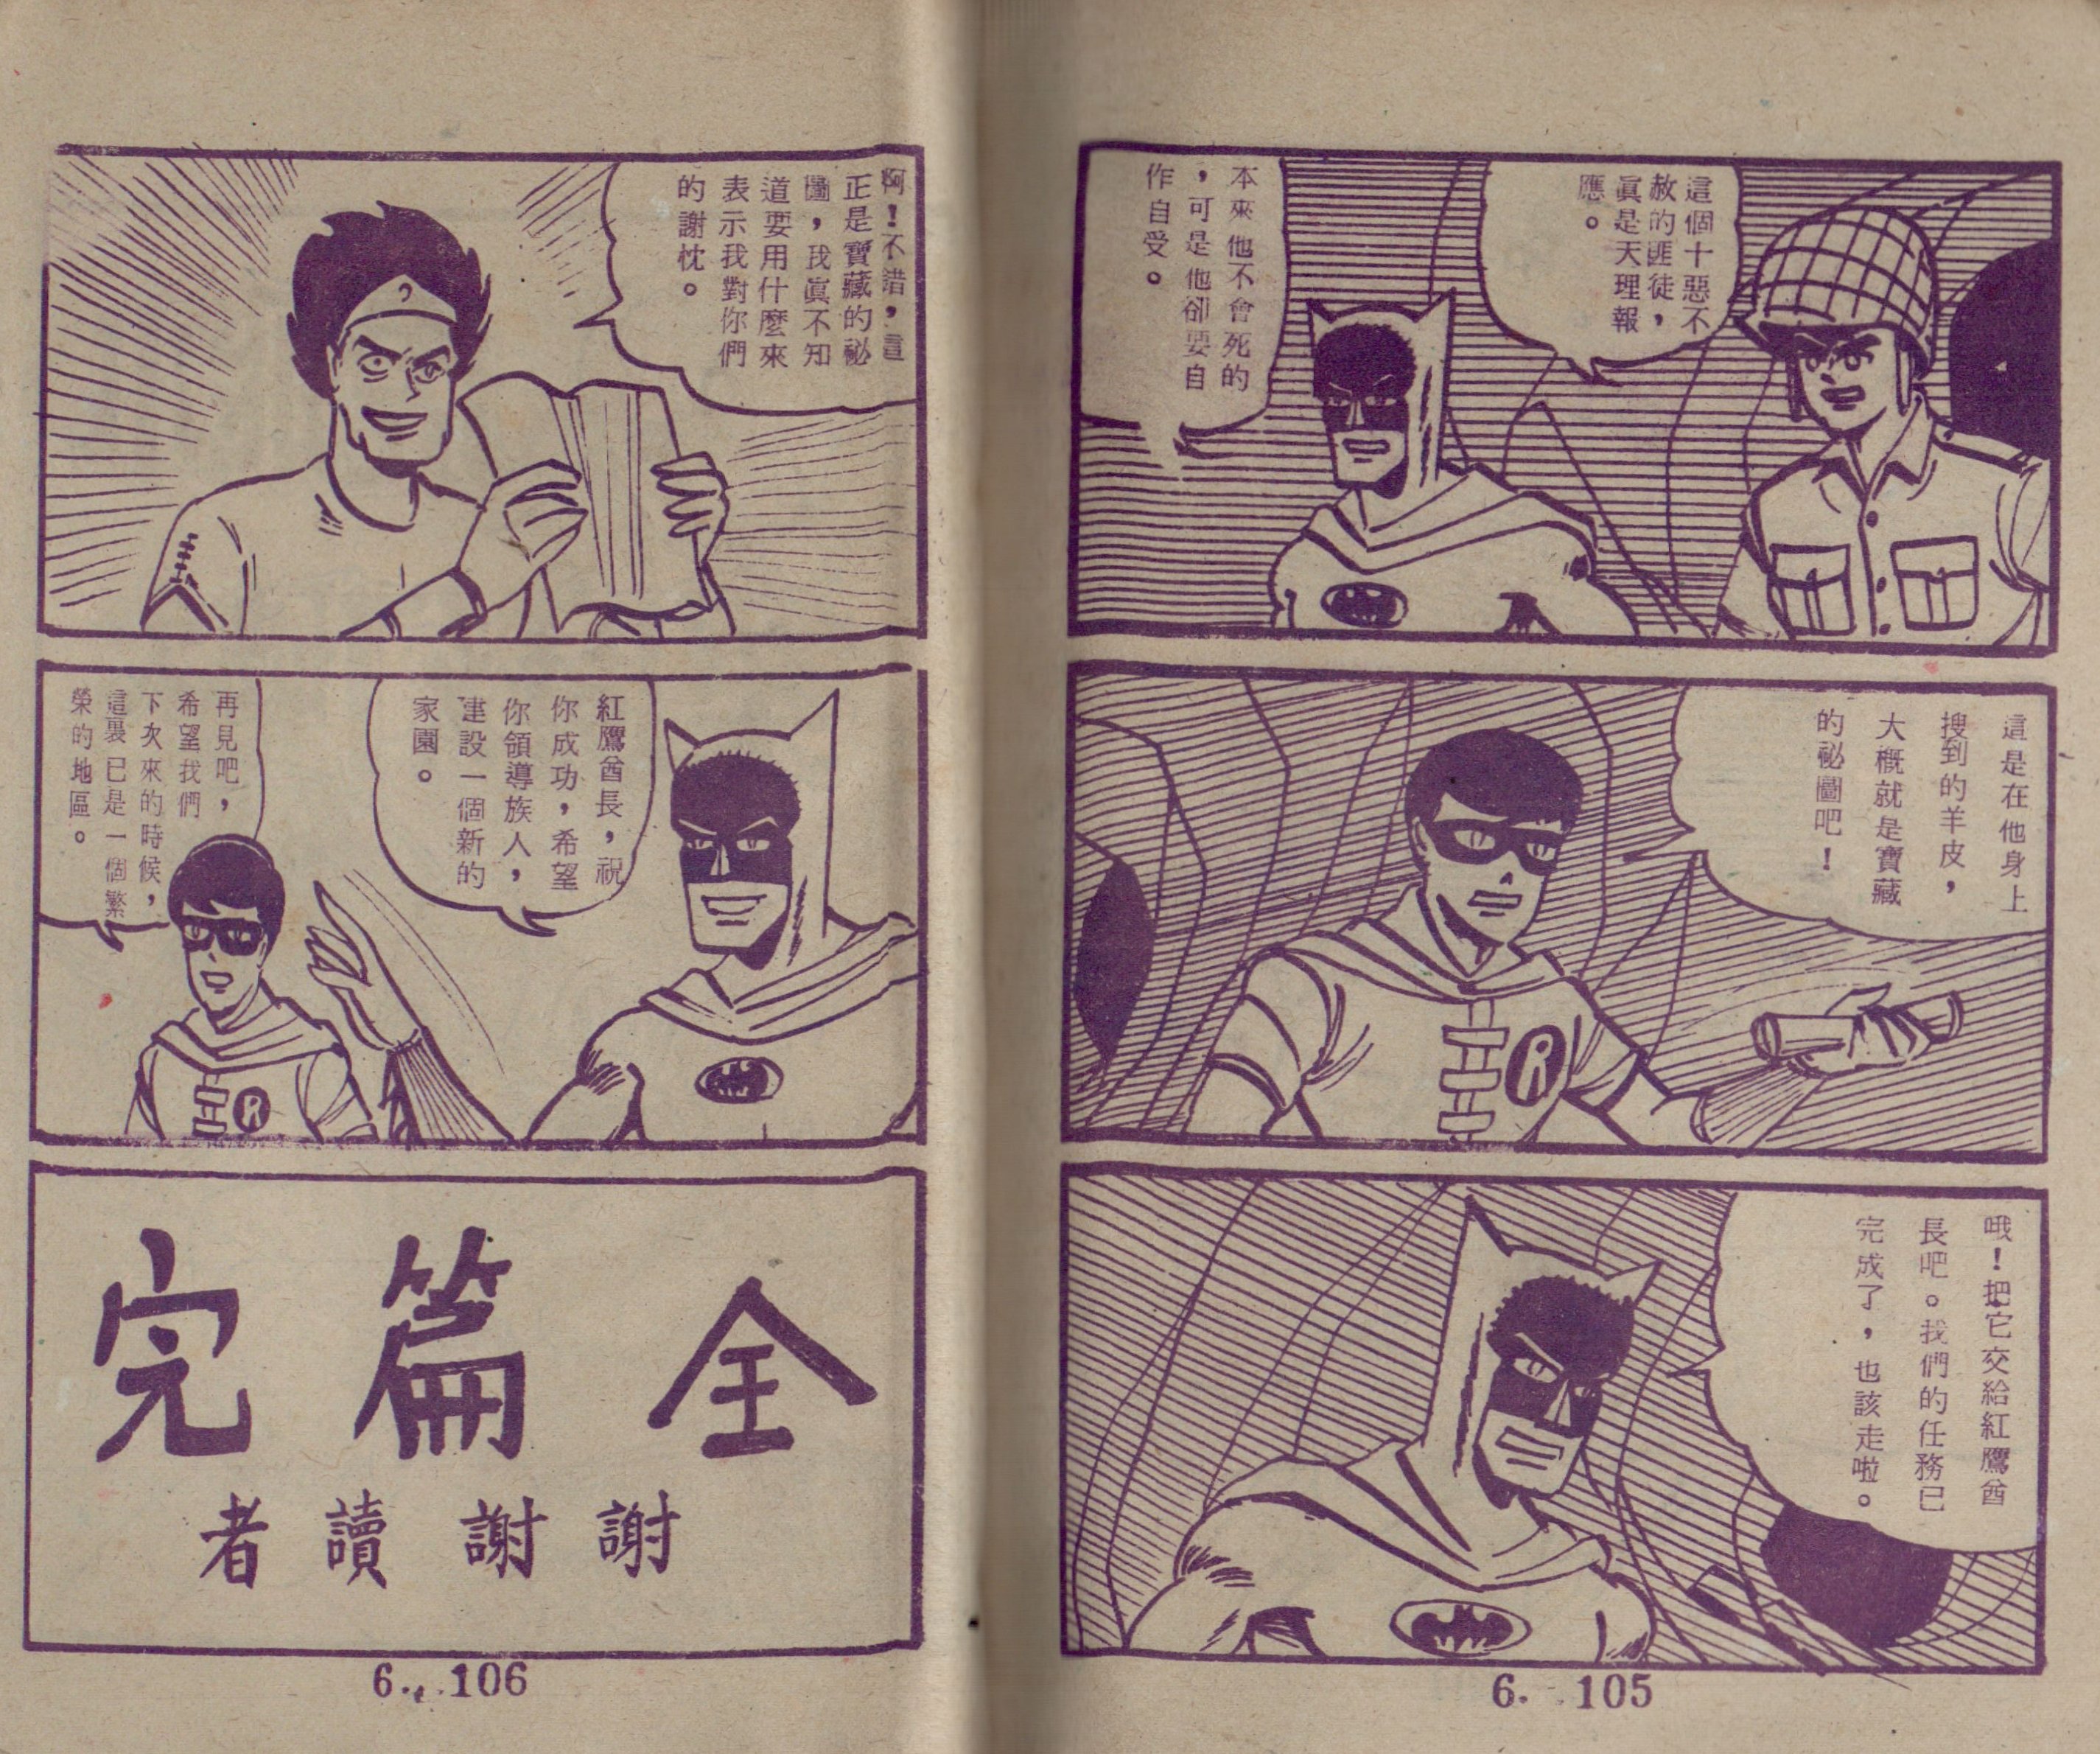 這個十惡不
赦的匪徒，
眞是天理報
應。
本來他不會死的
，可是他卻要自
作自受。
這是在他身上
搜到的羊皮，
大概就是寶藏
的祕圖吧！
R
哦！把它交給紅鷹酋
長吧。我們的任務已
完成了，也該走啦。
6. 105
啊！不錯，這
正是寶藏的祕
圖，我眞不知
道要用什麼來
表示我對你們
的謝忱。
紅鷹酋長，祝
你成功，希望
你領導族人，
建設一個新的
家園。
再見吧，
希望我們
下次來的時候，
這裏已是一個繁
榮的地區。
R
全篇完
謝謝讀者
6. 106